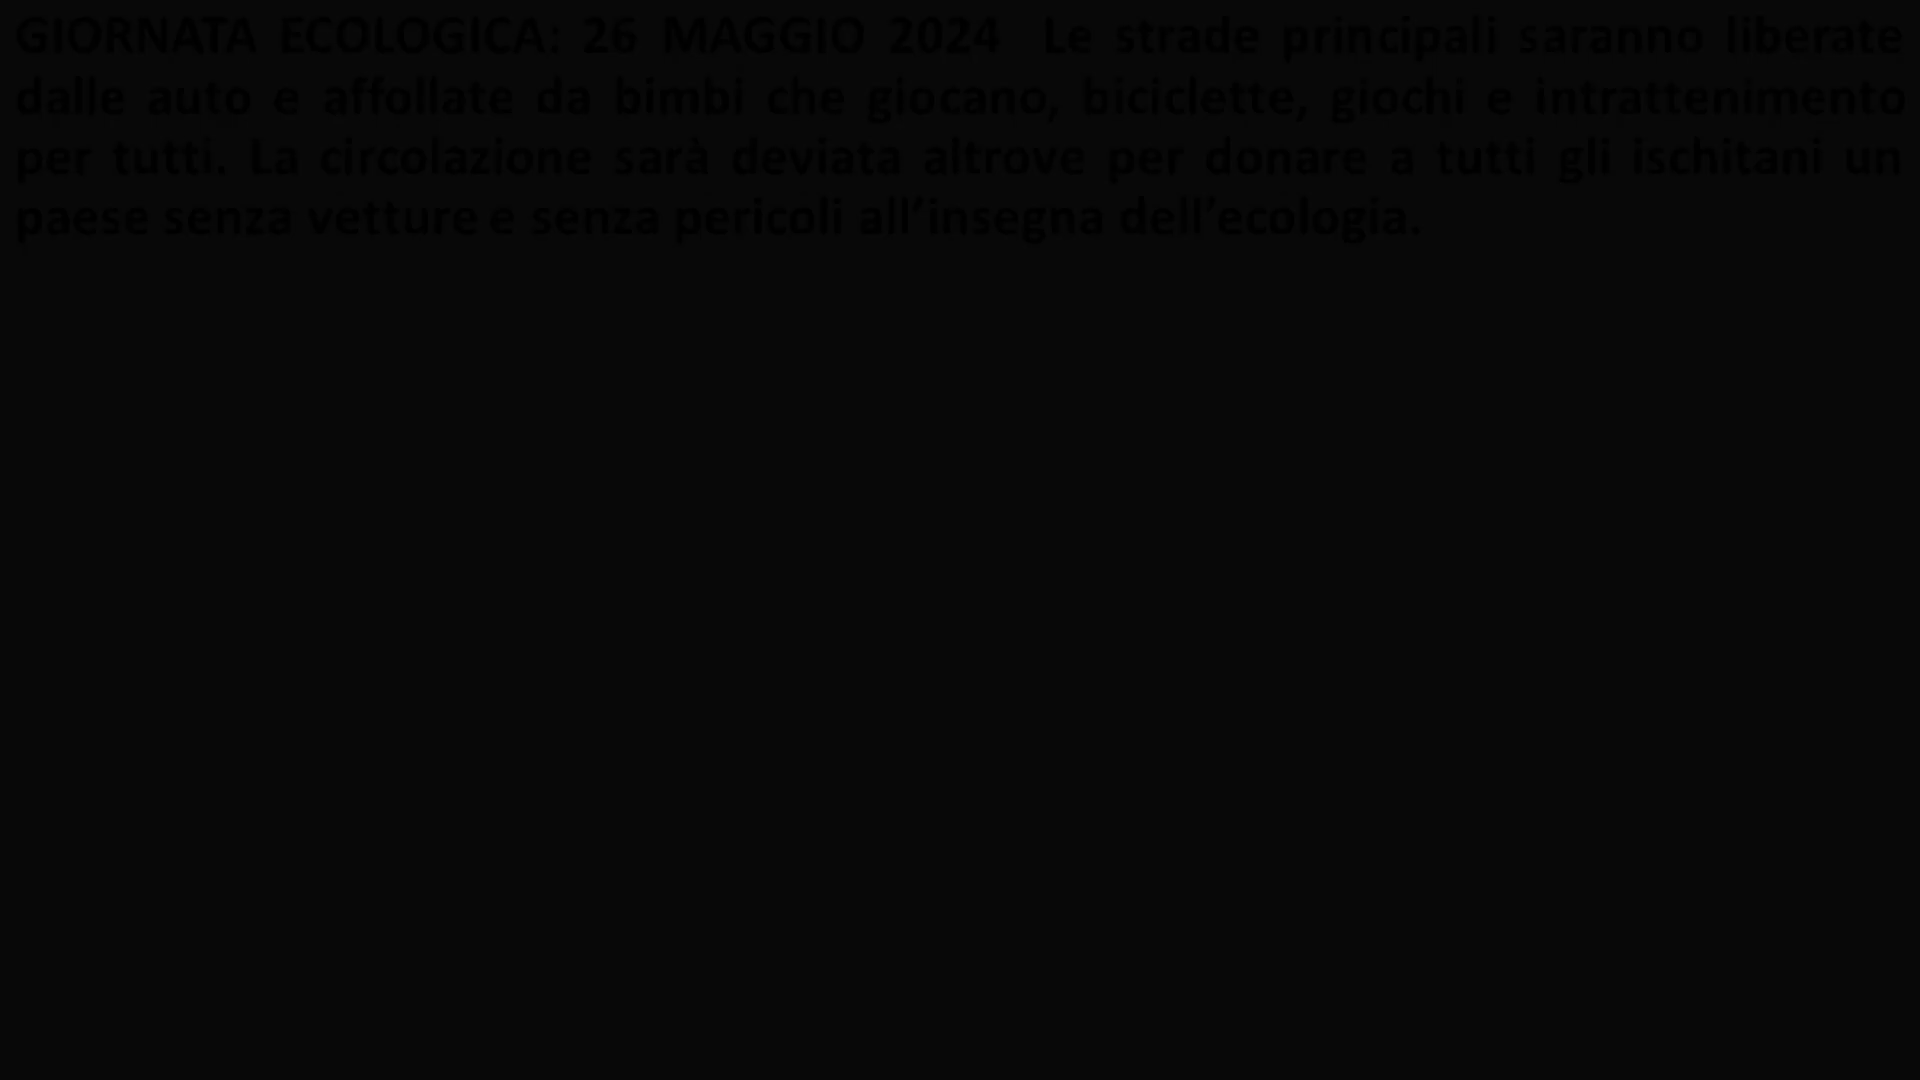 GIORNATA ECOLOGICA: 26 MAGGIO 2024 Le strade principali saranno liberate
dalle auto e affollate da bimbi che giocano, biciclette, giochi e intrattenimento
per tutti. La circolazione sarà deviata altrove per donare a tutti gli ischitani un
paese senza vetture e senza pericoli all’insegna dell’ecologia.